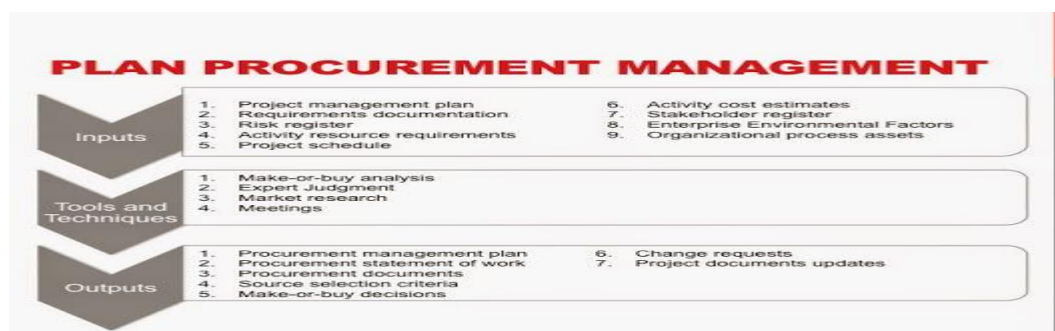 PLAN PROCUREMENT MANAGEMENT
Inputs
1. Project management plan
2. Requirements documentation
3. Risk register
4. Activity resource requirements
5. Project schedule
6. Activity cost estimates
7. Stakeholder register
8. Enterprise Environmental Factors
9. Organizational process assets
Tools and
Techniques
1. Make-or-buy analysis
2. Expert Judgment
3. Market research
4. Meetings
Outputs
1. Procurement management plan
2. Procurement statement of work
3. Procurement documents
4. Source selection criteria
5. Make-or-buy decisions
6. Change requests
7. Project documents updates